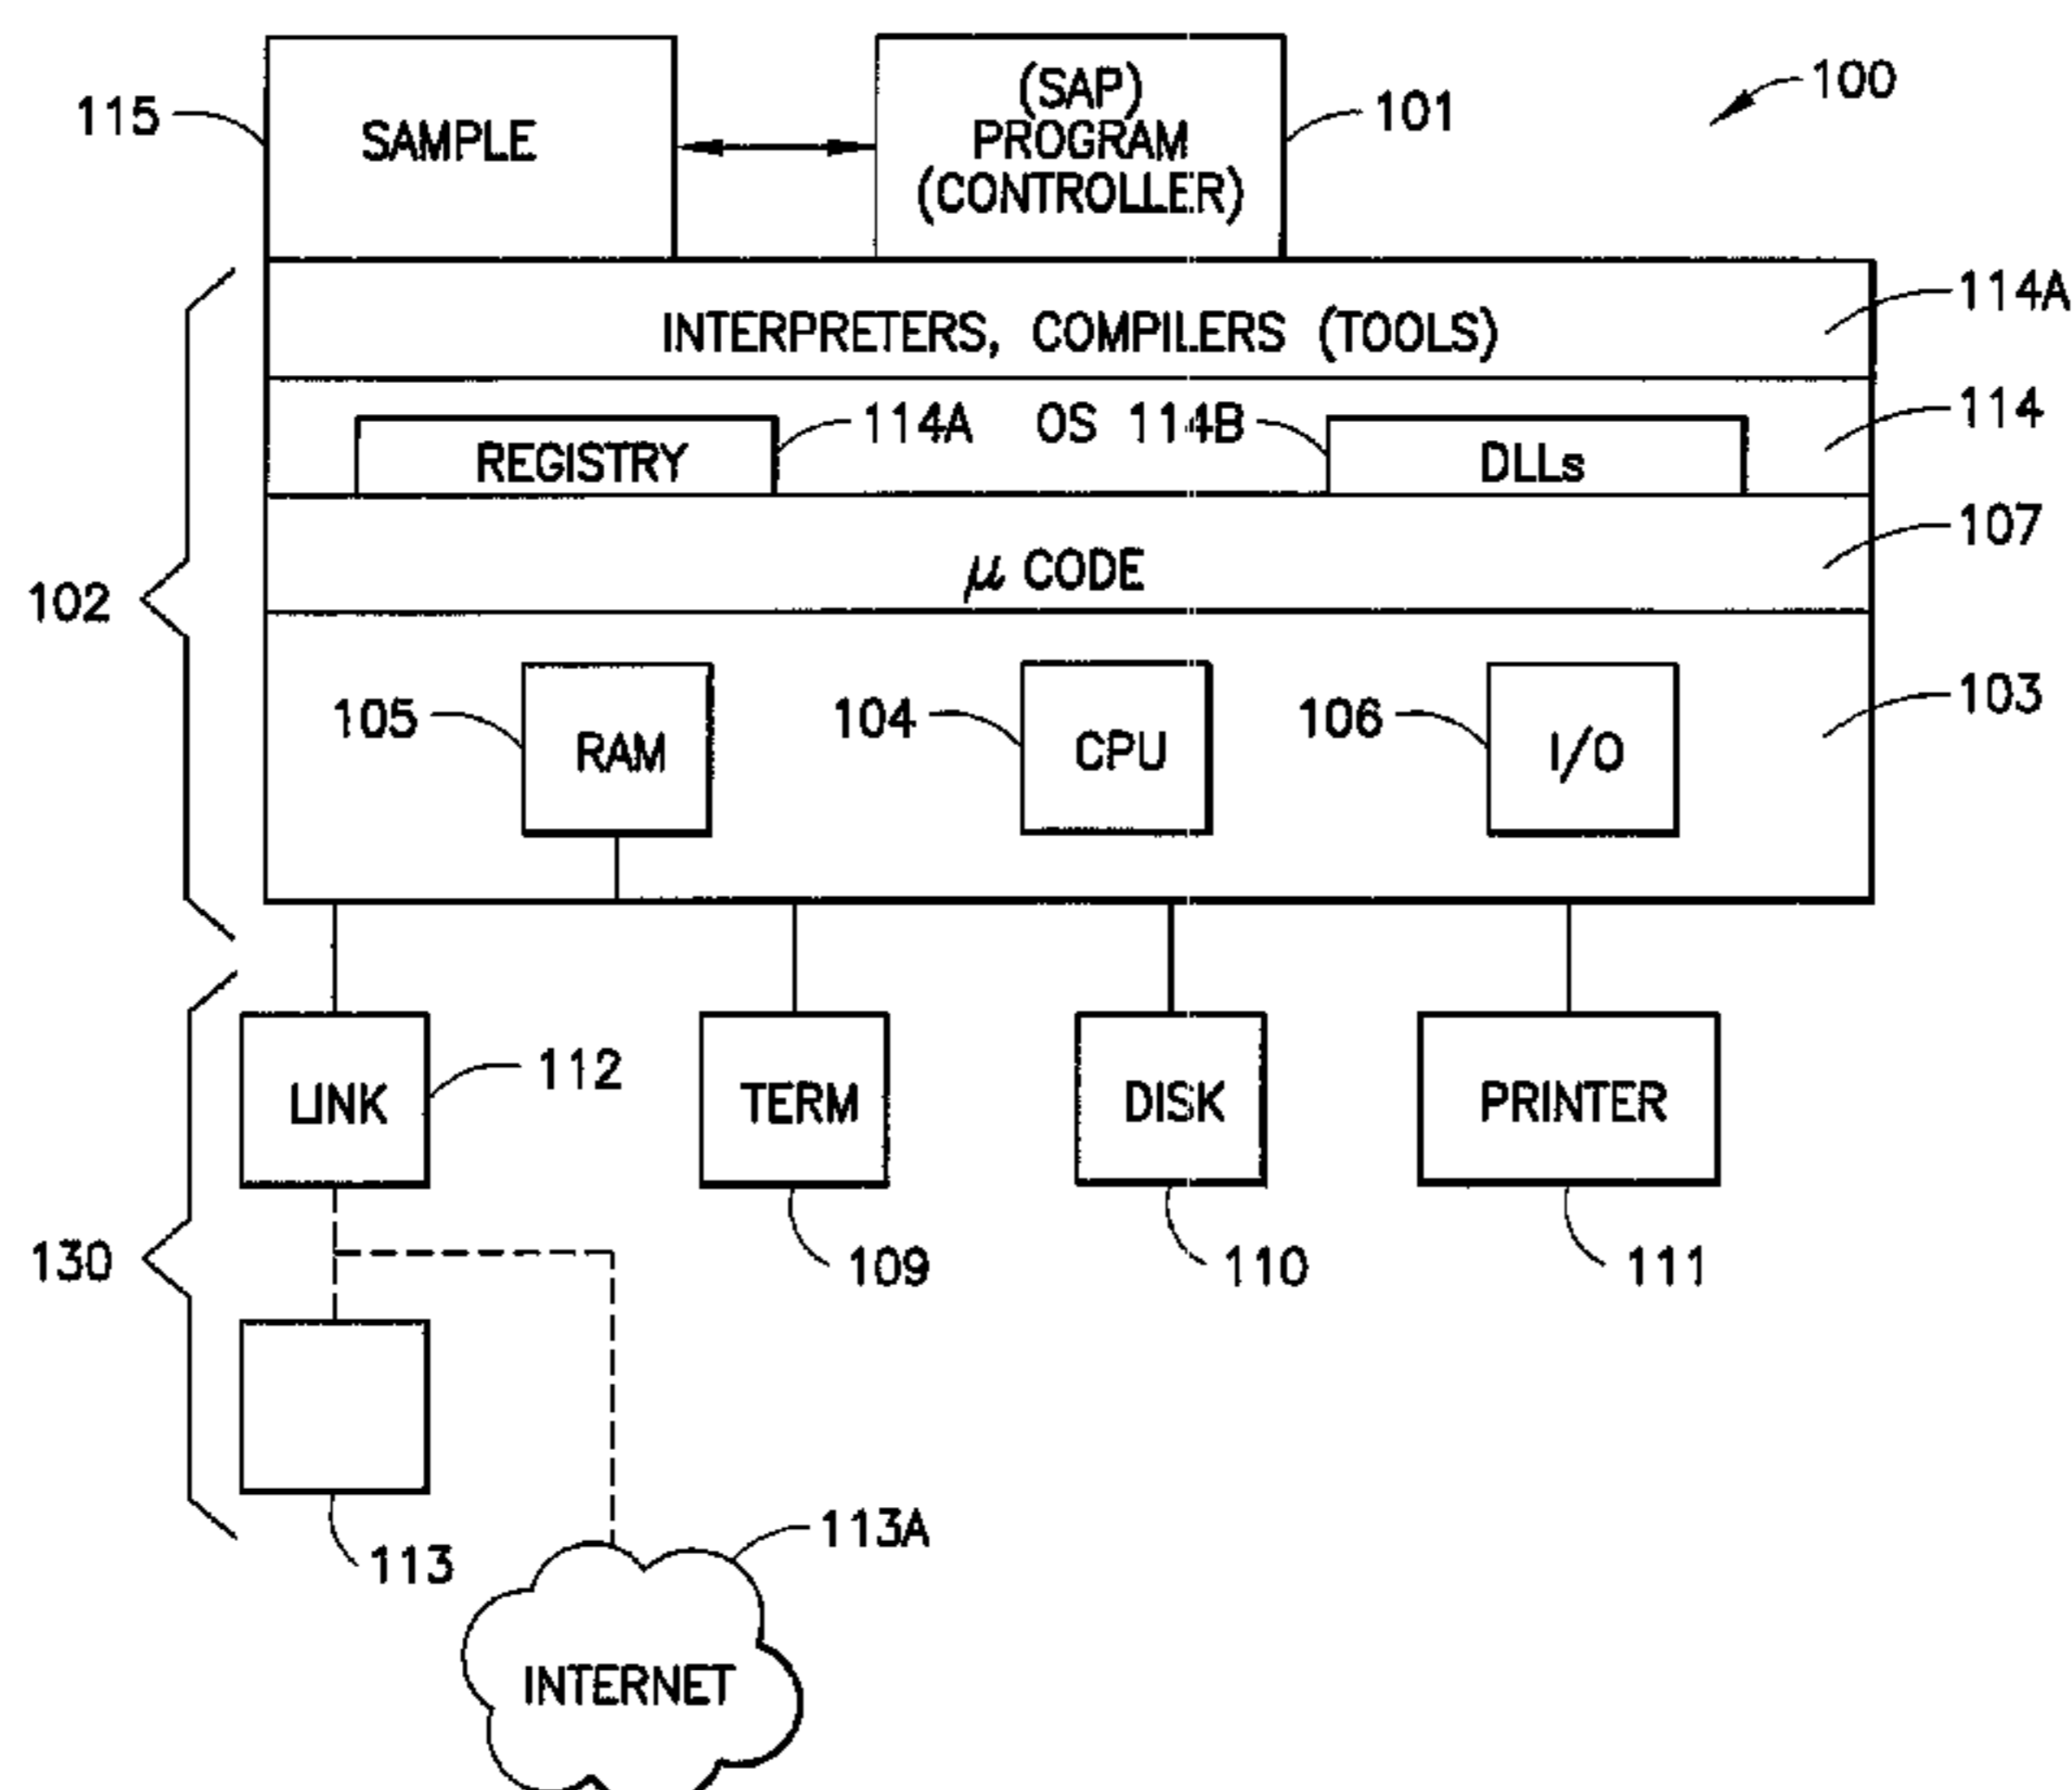 (SAP)
115 SAMPLE PROGRAM 101 100
(CONTROLLER)
INTERPRETERS, COMPILERS (TOOLS) 114A
REGISTRY 114A OS 114B DLLs 114
μ CODE 107
102
105 RAM 104 CPU 106 I/O 103
LINK 112 TERM DISK PRINTER
130 109 110 111
113 113A
INTERNET